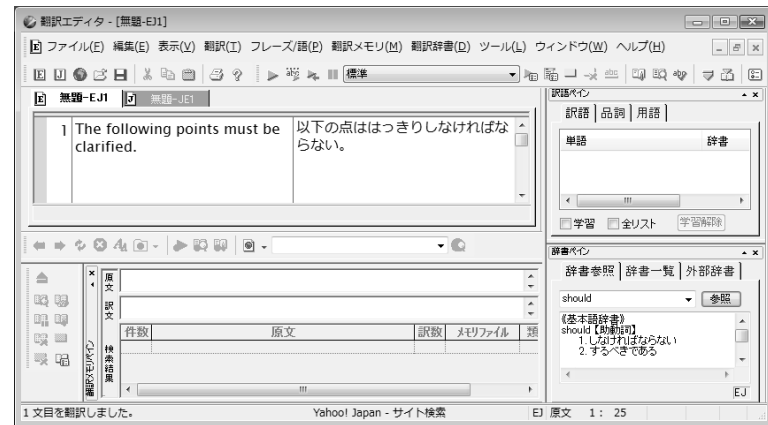 翻訳エディタ - [無題-EJ1]
ファイル(F) 編集(E) 表示(V) 翻訳(T) フレーズ/語(P) 翻訳メモリ(M) 翻訳辞書(D) ツール(L) ウィンドウ(W) ヘルプ(H)
標準
無題-EJ1 無題-JE1
1 The following points must be clarified.
以下の点ははっきりしなければな
らない。
訳語ペイン
訳語 品詞 用語
単語 辞書
学習 全リスト 学習解除
辞書ペイン
辞書参照 辞書一覧 外部辞書
should 参照
《基本語辞書》
should【助動詞】
1. しなければならない
2. するべきである
EJ
翻訳メモリペイン
原文
訳文
検索結果
件数 原文 訳数 メモリファイル 類
1 文目を翻訳しました。 Yahoo! Japan - サイト検索 EJ 原文 1: 25